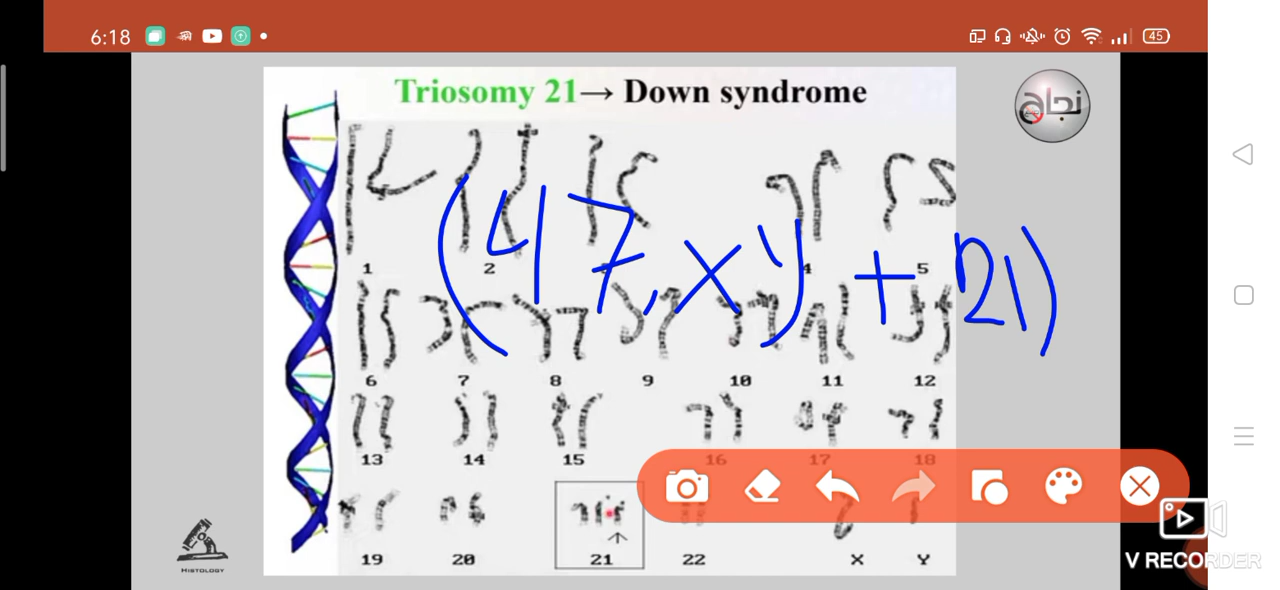 6:18 45
Triosomy 21→ Down syndrome
نجاح
(47,xy + 21)
1 2 3 4 5
6 7 8 9 10 11 12
13 14 15 16 17 18
19 20 21 22 X Y
HISTOLOGY
V RECORDER